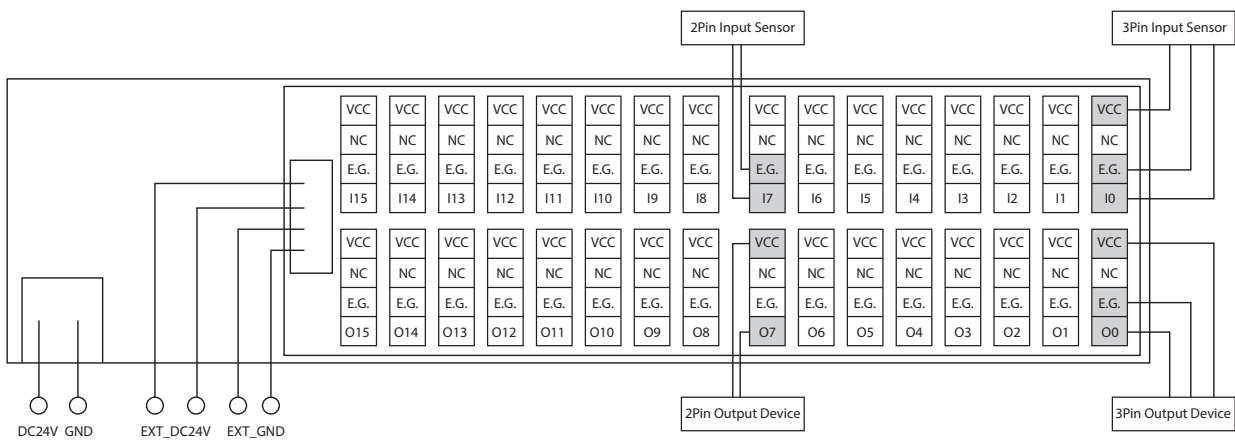 2Pin Input Sensor 3Pin Input Sensor
VCC VCC VCC VCC VCC VCC VCC VCC VCC VCC VCC VCC VCC VCC VCC VCC
NC NC NC NC NC NC NC NC NC NC NC NC NC NC NC NC
E.G. E.G. E.G. E.G. E.G. E.G. E.G. E.G. E.G. E.G. E.G. E.G. E.G. E.G. E.G. E.G.
I15 I14 I13 I12 I11 I10 I9 I8 I7 I6 I5 I4 I3 I2 I1 I0
VCC VCC VCC VCC VCC VCC VCC VCC VCC VCC VCC VCC VCC VCC VCC VCC
NC NC NC NC NC NC NC NC NC NC NC NC NC NC NC NC
E.G. E.G. E.G. E.G. E.G. E.G. E.G. E.G. E.G. E.G. E.G. E.G. E.G. E.G. E.G. E.G.
O15 O14 O13 O12 O11 O10 O9 O8 O7 O6 O5 O4 O3 O2 O1 O0
2Pin Output Device 3Pin Output Device
DC24V GND EXT_DC24V EXT_GND